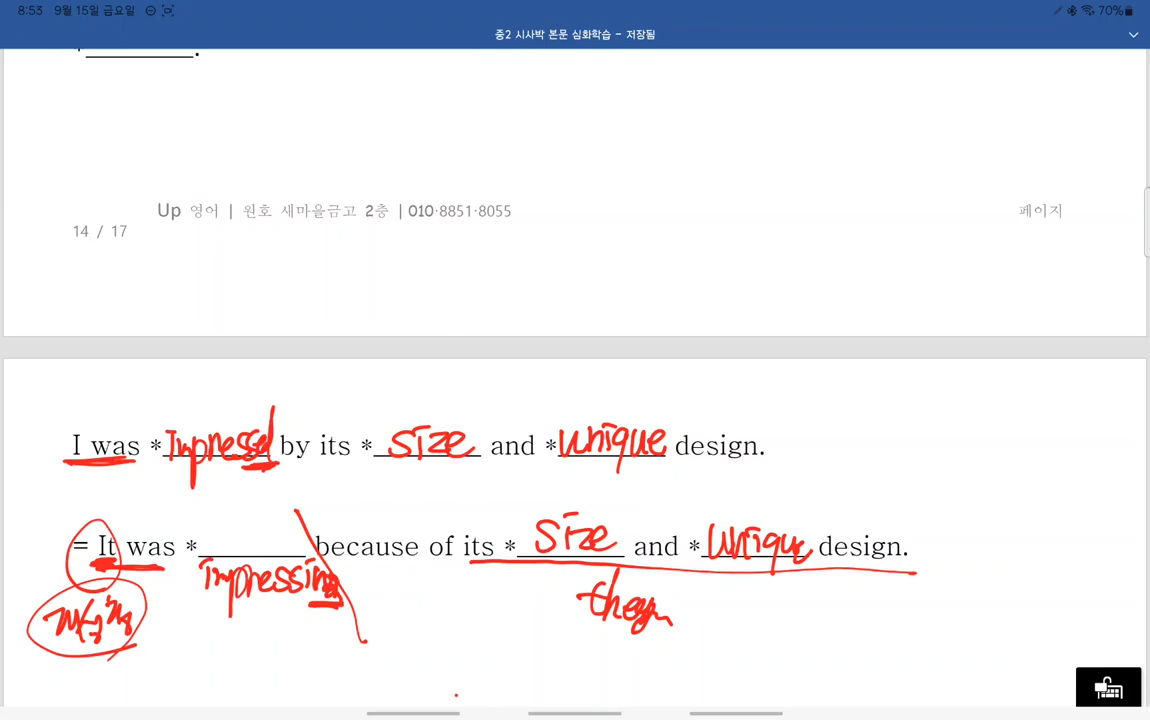 8:53 9월 15일 금요일 70%
중2 시사박 본문 심화학습 - 저장됨
* ________.
Up 영어 | 원호 새마을금고 2층 | 010·8851·8055 페이지
14 / 17
I was *Impressed by its * size and *unique design.
= It was *________ because of its * size and *unique design.
impressing